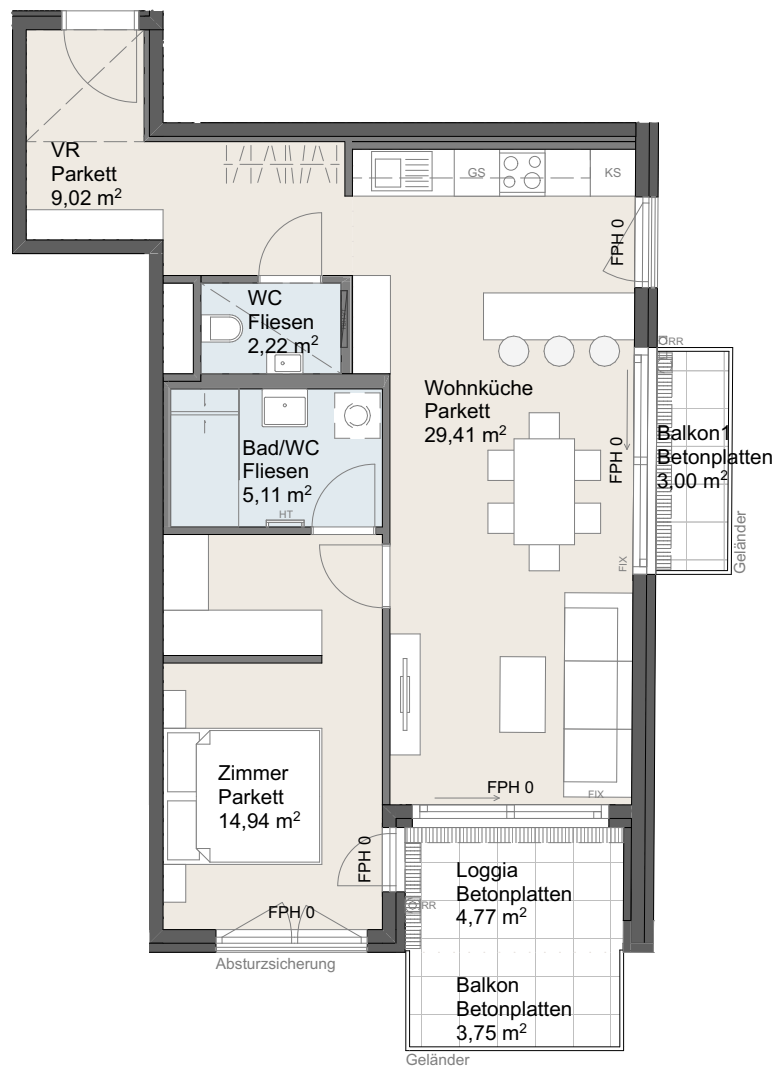 VR
Parkett
9,02 m²
GS
KS
FPH 0
WC
Fliesen
2,22 m²
RR
Wohnküche
Parkett
29,41 m²
FPH 0
Balkon1
Betonplatten
3,00 m²
Geländer
Bad/WC
Fliesen
5,11 m²
HT
FIX
Zimmer
Parkett
14,94 m²
FPH 0
FIX
FPH 0
Loggia
Betonplatten
4,77 m²
RR
FPH 0
Absturzsicherung
Balkon
Betonplatten
3,75 m²
Geländer